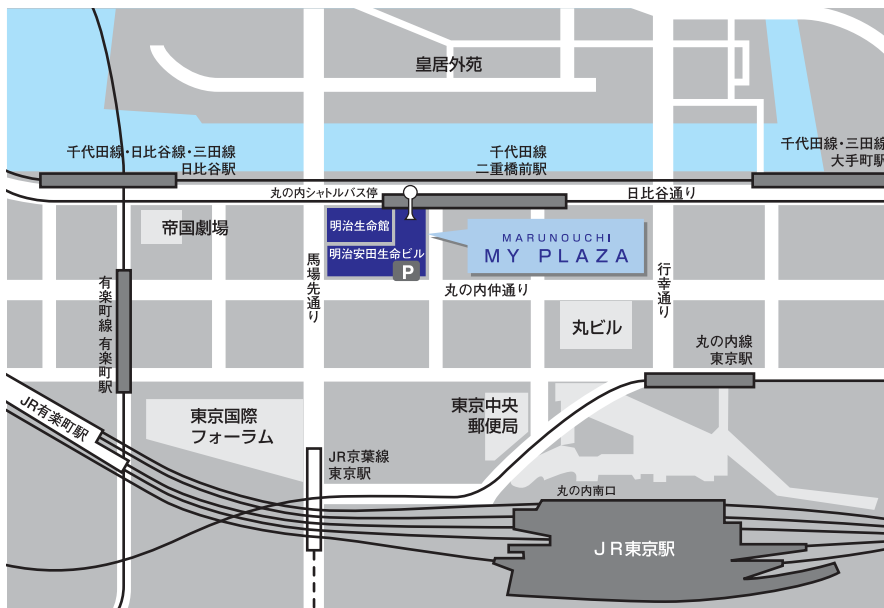 皇居外苑
千代田線・日比谷線・三田線
日比谷駅
千代田線
二重橋前駅
千代田線・三田線
大手町駅
丸の内シャトルバス停
日比谷通り
帝国劇場
明治生命館
明治安田生命ビル
P
MARUNOUCHI
MY PLAZA
馬場先通り
行幸通り
有楽町線 有楽町駅
丸の内仲通り
丸ビル
丸の内線
東京駅
JR有楽町駅
東京国際
フォーラム
東京中央
郵便局
JR京葉線
東京駅
丸の内南口
JR東京駅